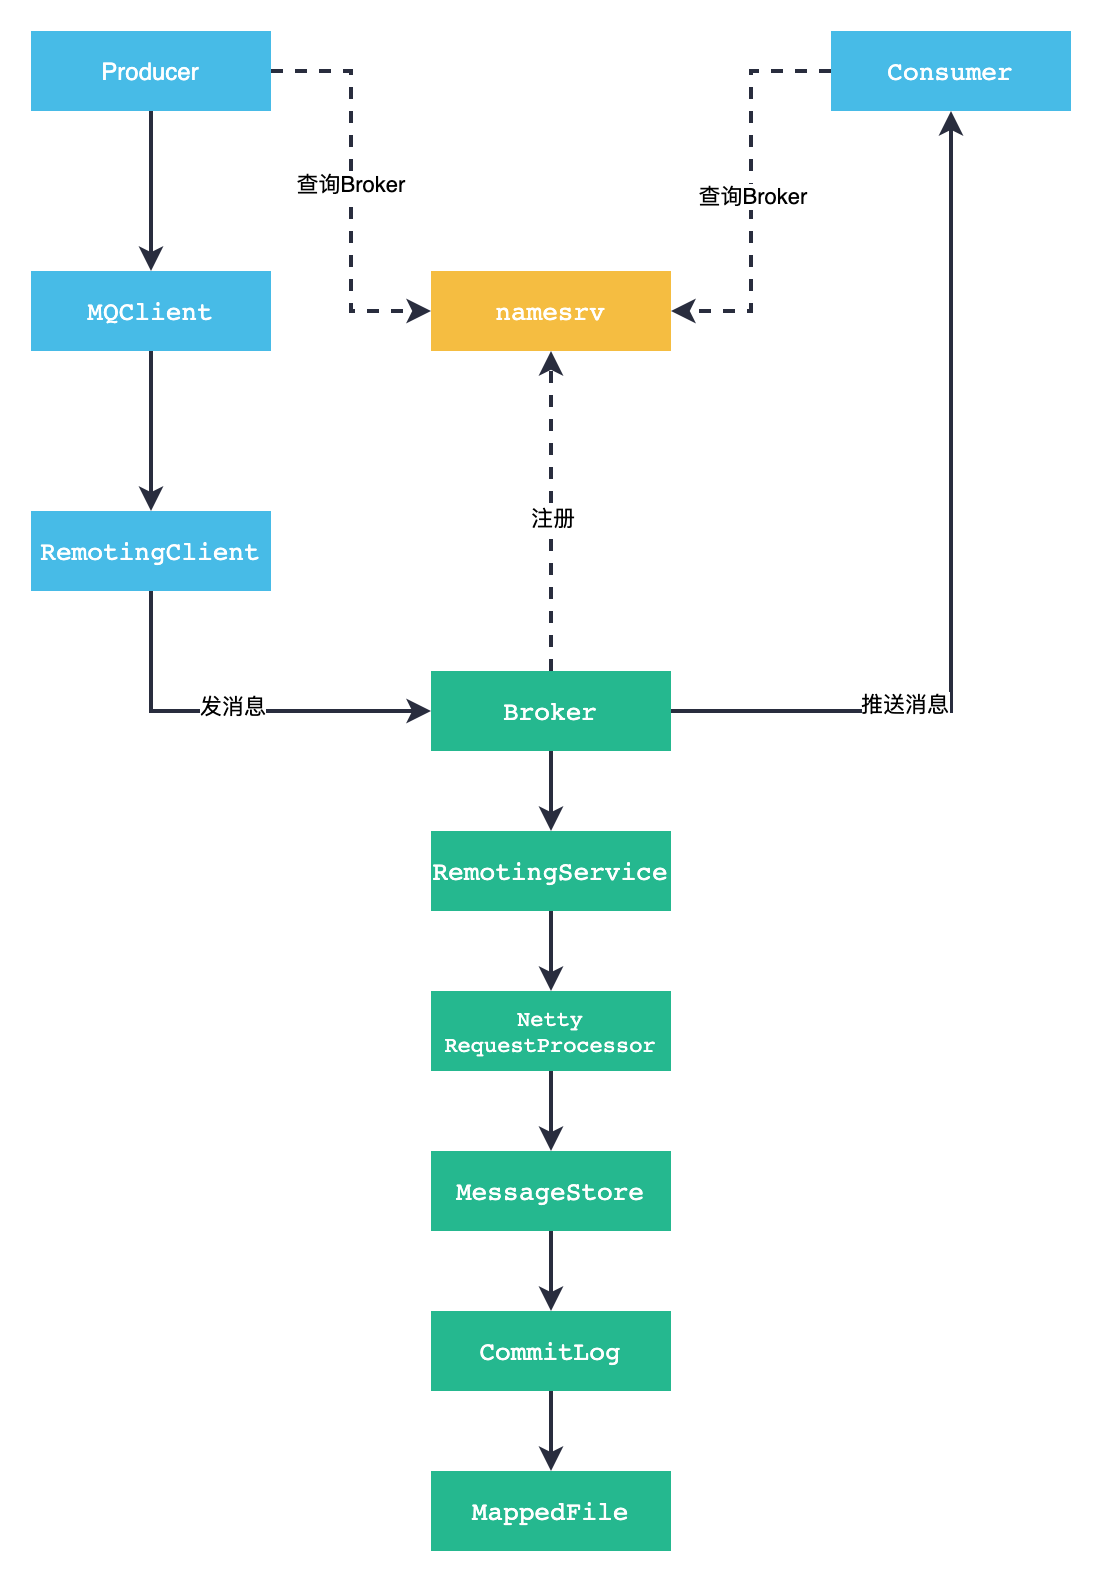 Producer
Consumer
查询Broker
查询Broker
MQClient
namesrv
注册
RemotingClient
发消息
Broker
推送消息
RemotingService
Netty
RequestProcessor
MessageStore
CommitLog
MappedFile